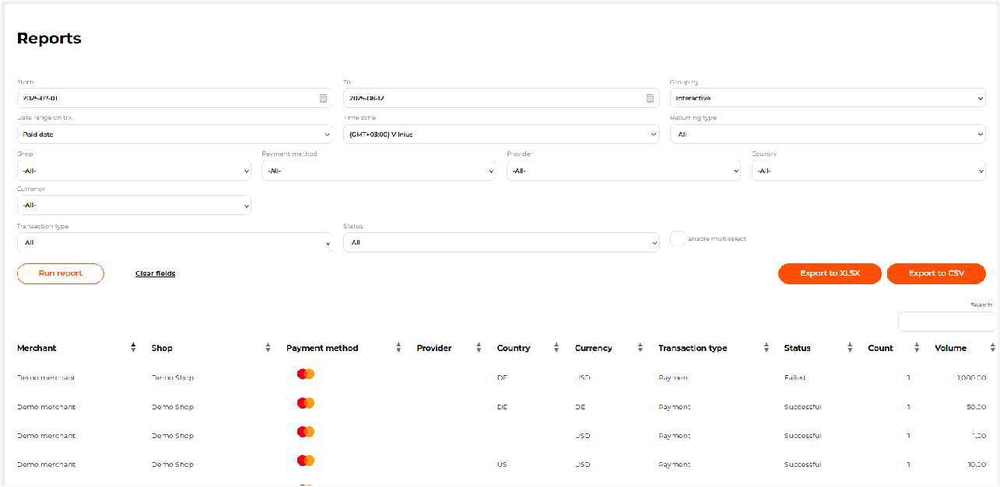 Reports
From To Group by
2025-07-01 2025-08-12 Interactive
Date range on trx Time zone Recurring type
Paid date (GMT+03:00) Vilnius All
Shop Payment method Provider Country
-All- -All- -All- -All-
Currency
-All-
Transaction type Status
All All enable multiselect
Run report Clear fields Export to XLSX Export to CSV
Search:
Merchant Shop Payment method Provider Country Currency Transaction type Status Count Volume
Demo merchant Demo Shop DE USD Payment Failed 1 1,000.00
Demo merchant Demo Shop DE DE Payment Successful 1 50.00
Demo merchant Demo Shop USD Payment Successful 1 1.00
Demo merchant Demo Shop US USD Payment Successful 1 10.00